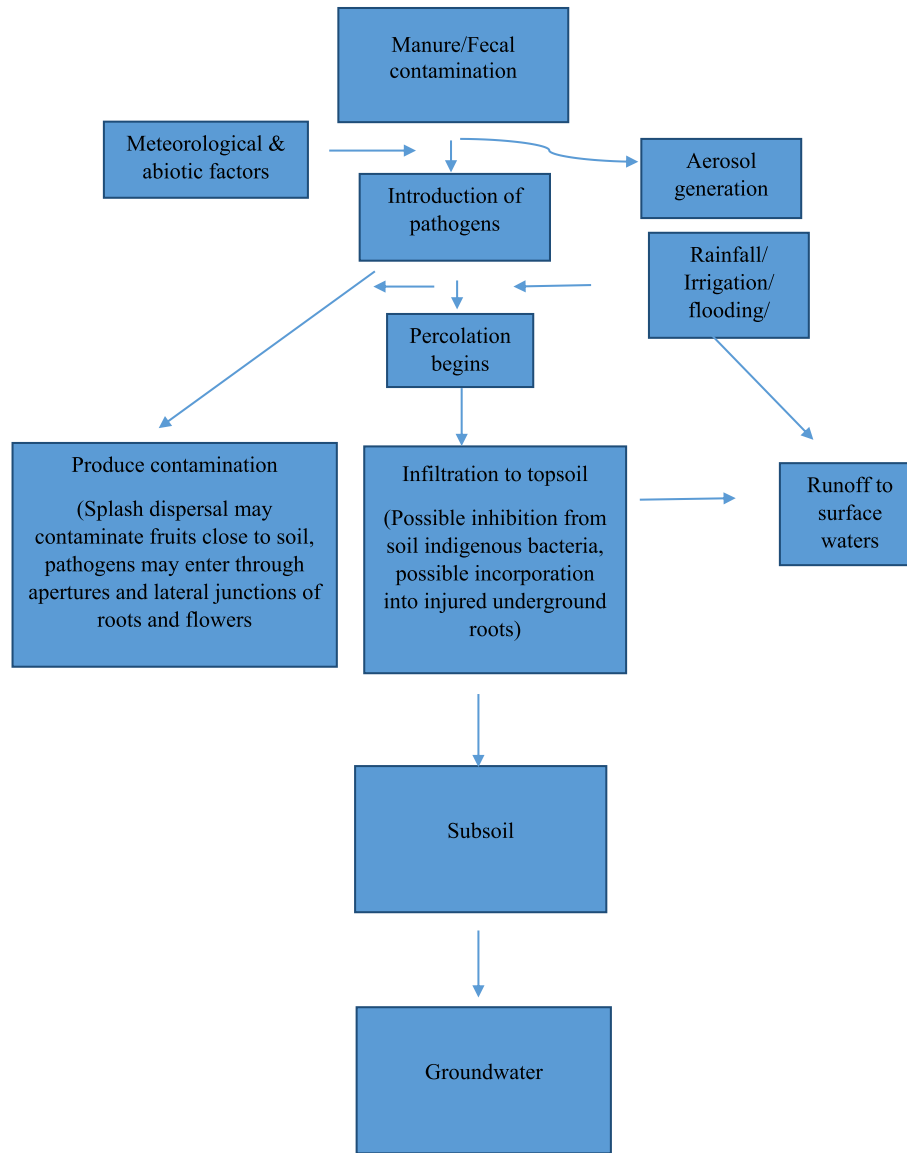 Manure/Fecal
contamination
Meteorological &
abiotic factors
Aerosol
generation
Introduction of
pathogens
Rainfall/
Irrigation/
flooding/
Percolation
begins
Produce contamination
(Splash dispersal may
contaminate fruits close to soil,
pathogens may enter through
apertures and lateral junctions of
roots and flowers
Infiltration to topsoil
(Possible inhibition from
soil indigenous bacteria,
possible incorporation
into injured underground
roots)
Runoff to
surface
waters
Subsoil
Groundwater